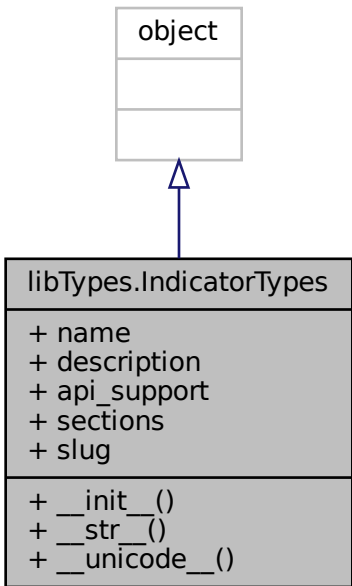 object
libTypes.IndicatorTypes
+ name
+ description
+ api_support
+ sections
+ slug
+ __init__()
+ __str__()
+ __unicode__()